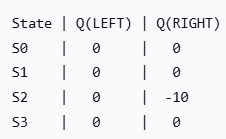 State | Q(LEFT) | Q(RIGHT)
S0 | 0 | 0
S1 | 0 | 0
S2 | 0 | -10
S3 | 0 | 0